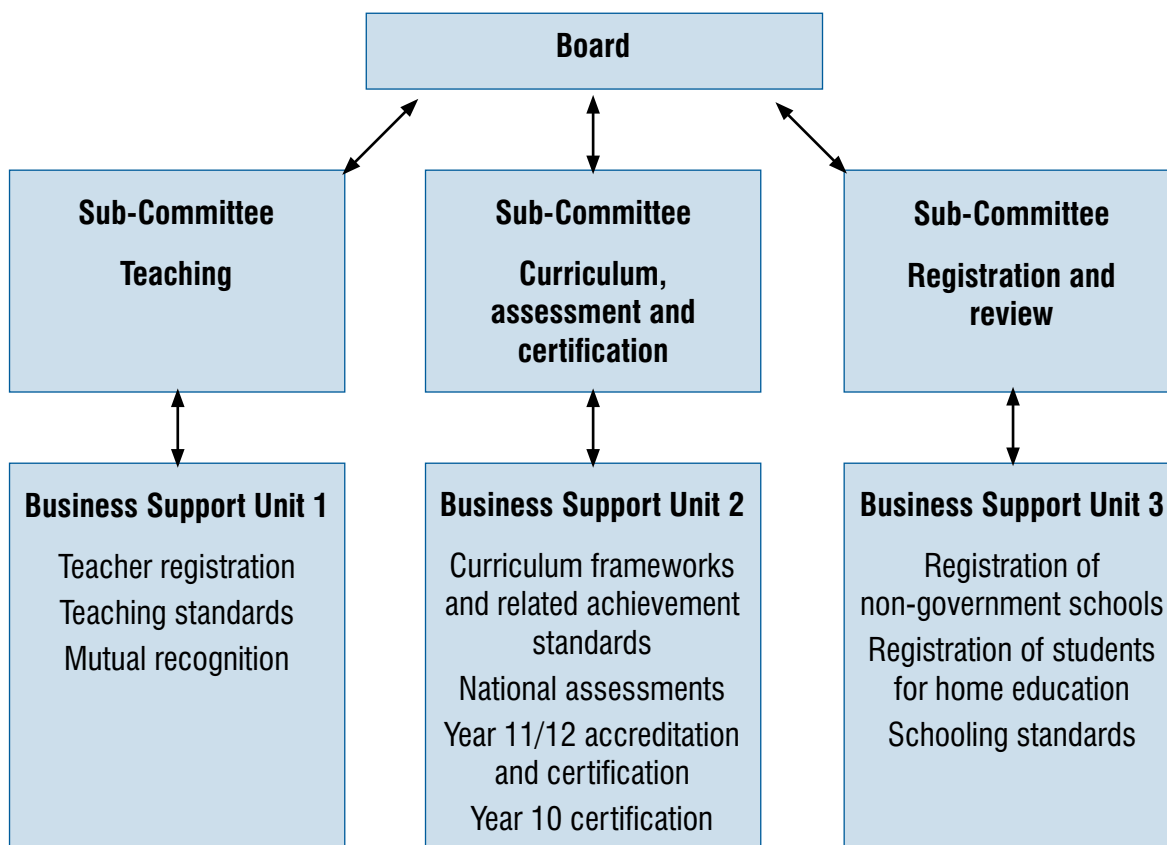 Board
Sub-Committee
Teaching
Sub-Committee
Curriculum,
assessment and
certification
Sub-Committee
Registration and
review
Business Support Unit 1
Teacher registration
Teaching standards
Mutual recognition
Business Support Unit 2
Curriculum frameworks
and related achievement
standards
National assessments
Year 11/12 accreditation
and certification
Year 10 certification
Business Support Unit 3
Registration of
non-government schools
Registration of students
for home education
Schooling standards